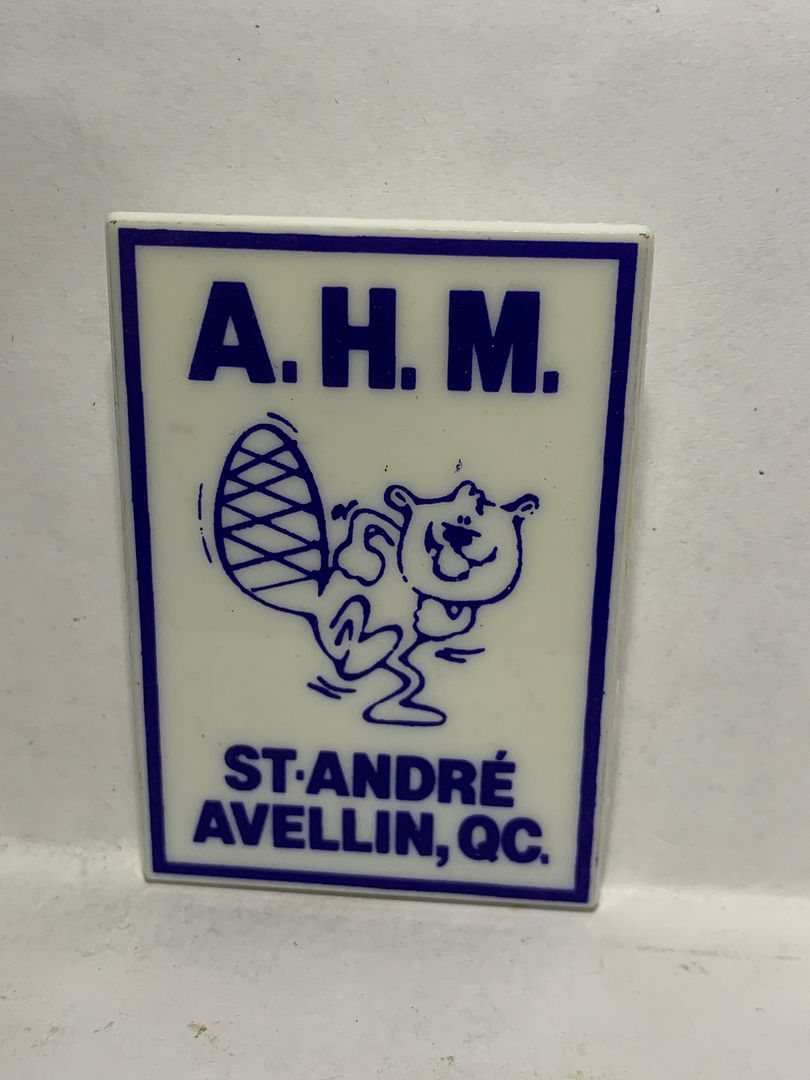 A.H.M.
ST-ANDRÉ
AVELLIN, QC.